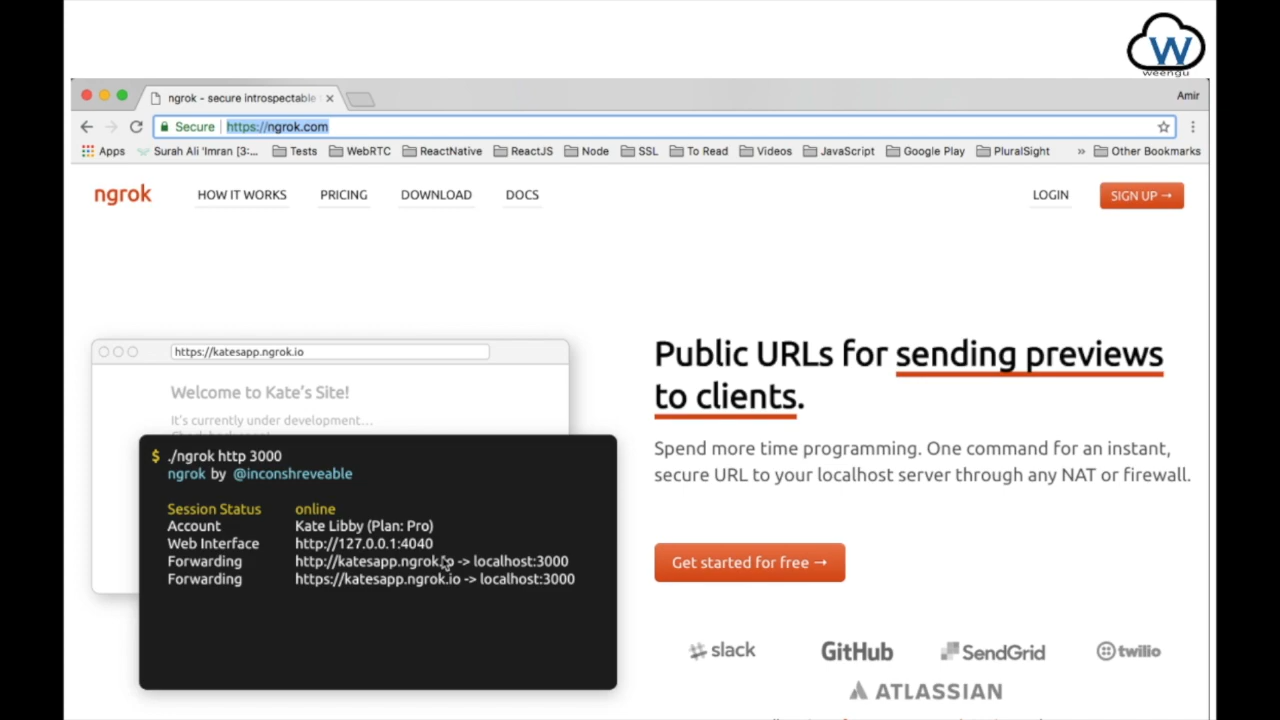 W
weengu
ngrok - secure introspectable
Amir
Secure https://ngrok.com
Apps Surah Ali 'Imran [3:... Tests WebRTC ReactNative ReactJS Node SSL To Read Videos JavaScript Google Play PluralSight » Other Bookmarks
ngrok HOW IT WORKS PRICING DOWNLOAD DOCS LOGIN SIGN UP →
https://katesapp.ngrok.io
Welcome to Kate's Site!
It's currently under development...
$ ./ngrok http 3000
ngrok by @inconshreveable
Session Status online
Account Kate Libby (Plan: Pro)
Web Interface http://127.0.0.1:4040
Forwarding http://katesapp.ngrok.io -> localhost:3000
Forwarding https://katesapp.ngrok.io -> localhost:3000
Public URLs for sending previews
to clients.
Spend more time programming. One command for an instant,
secure URL to your localhost server through any NAT or firewall.
Get started for free →
slack GitHub SendGrid twilio
ATLASSIAN